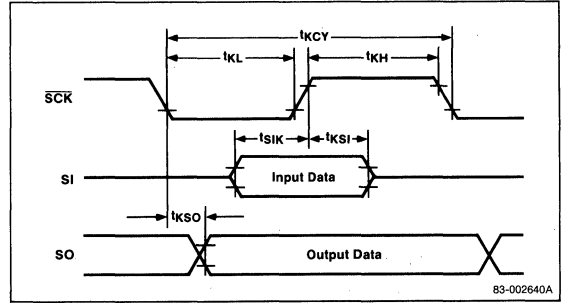 tKCY
tKL
tKH
SCK
tSIK
tKSI
SI
Input Data
tKSO
SO
Output Data
83-002640A